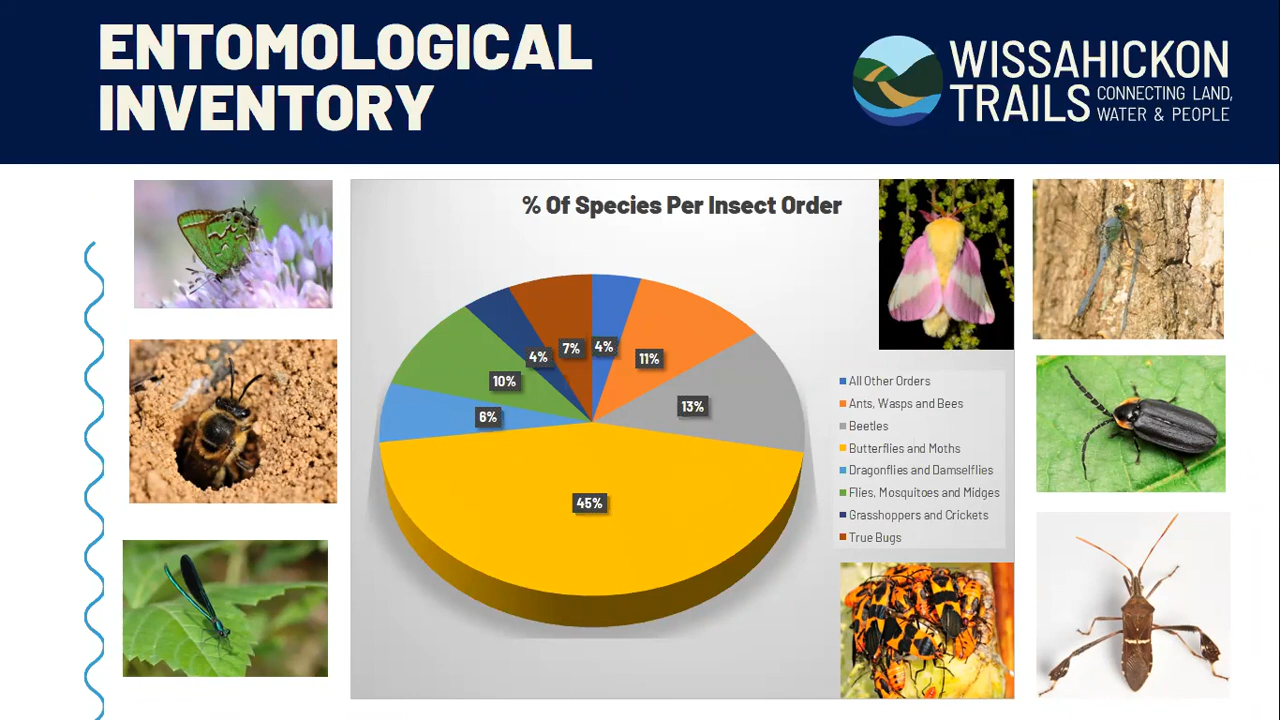 ENTOMOLOGICAL
INVENTORY
WISSAHICKON
TRAILS
CONNECTING LAND,
WATER & PEOPLE
% Of Species Per Insect Order
4%
11%
13%
45%
6%
10%
4%
7%
All Other Orders
Ants, Wasps and Bees
Beetles
Butterflies and Moths
Dragonflies and Damselflies
Flies, Mosquitoes and Midges
Grasshoppers and Crickets
True Bugs